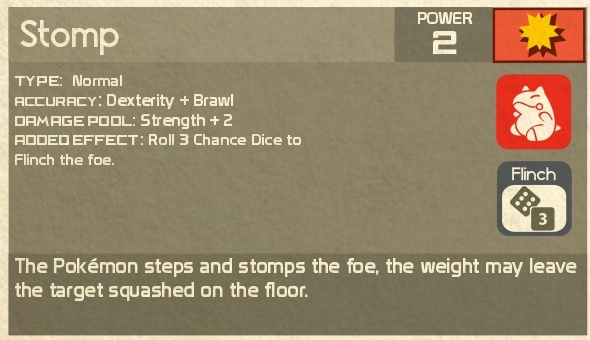 Stomp
POWER
2
TYPE: Normal
ACCURACY: Dexterity + Brawl
DAMAGE POOL: Strength + 2
ADDED EFFECT: Roll 3 Chance Dice to
Flinch the foe.
Flinch
3
The Pokémon steps and stomps the foe, the weight may leave
the target squashed on the floor.